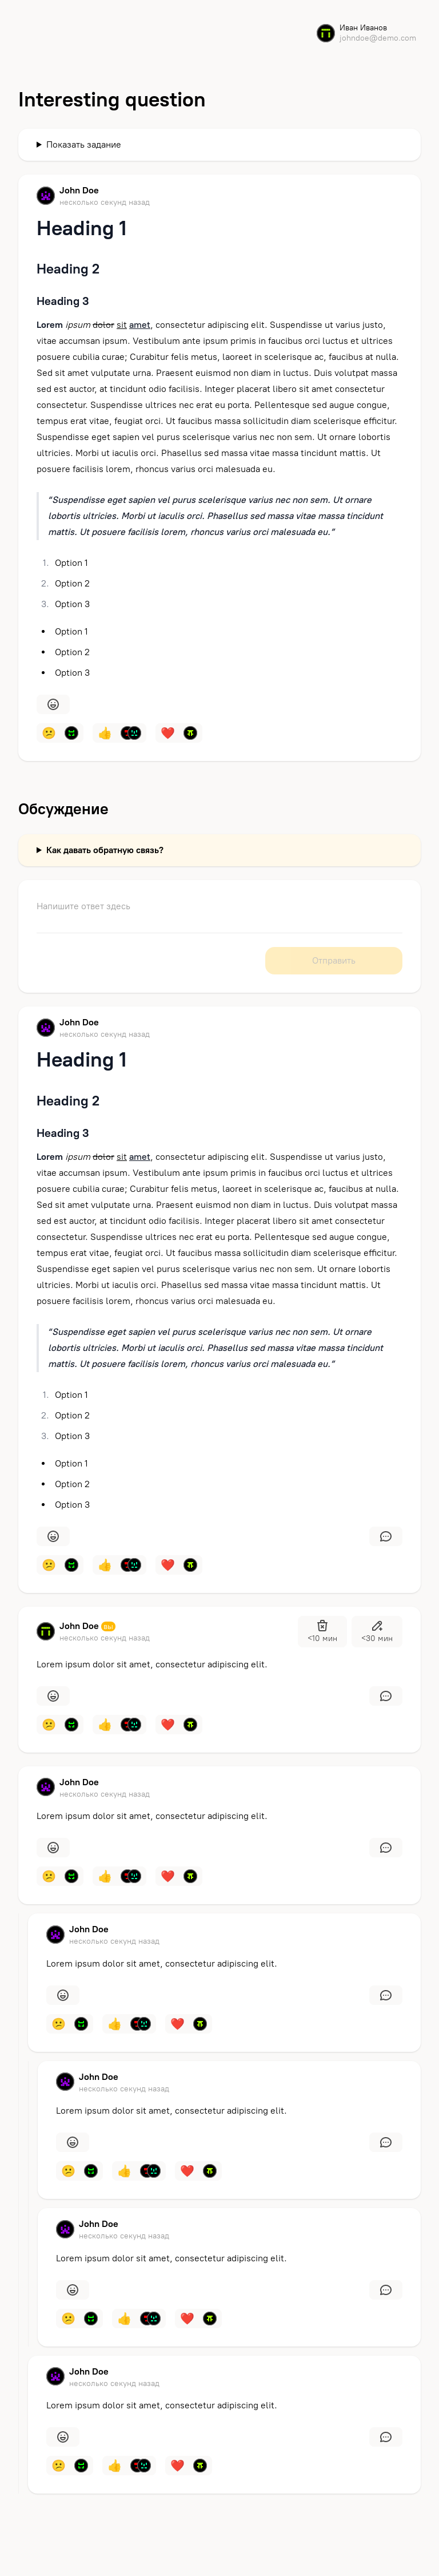 Иван Иванов
johndoe@demo.com
Interesting question
Показать задание
John Doe
несколько секунд назад
Heading 1
Heading 2
Heading 3
Lorem ipsum dolor sit amet, consectetur adipiscing elit. Suspendisse ut varius justo,
vitae accumsan ipsum. Vestibulum ante ipsum primis in faucibus orci luctus et ultrices
posuere cubilia curae; Curabitur felis metus, laoreet in scelerisque ac, faucibus at nulla.
Sed sit amet vulputate urna. Praesent euismod non diam in luctus. Duis volutpat massa
sed est auctor, at tincidunt odio facilisis. Integer placerat libero sit amet consectetur
consectetur. Suspendisse ultrices nec erat eu porta. Pellentesque sed augue congue,
tempus erat vitae, feugiat orci. Ut faucibus massa sollicitudin diam scelerisque efficitur.
Suspendisse eget sapien vel purus scelerisque varius nec non sem. Ut ornare lobortis
ultricies. Morbi ut iaculis orci. Phasellus sed massa vitae massa tincidunt mattis. Ut
posuere facilisis lorem, rhoncus varius orci malesuada eu.
“Suspendisse eget sapien vel purus scelerisque varius nec non sem. Ut ornare
lobortis ultricies. Morbi ut iaculis orci. Phasellus sed massa vitae massa tincidunt
mattis. Ut posuere facilisis lorem, rhoncus varius orci malesuada eu.“
1. Option 1
2. Option 2
3. Option 3
• Option 1
• Option 2
• Option 3
Обсуждение
Как давать обратную связь?
Напишите ответ здесь
Отправить
John Doe
несколько секунд назад
Heading 1
Heading 2
Heading 3
Lorem ipsum dolor sit amet, consectetur adipiscing elit. Suspendisse ut varius justo,
vitae accumsan ipsum. Vestibulum ante ipsum primis in faucibus orci luctus et ultrices
posuere cubilia curae; Curabitur felis metus, laoreet in scelerisque ac, faucibus at nulla.
Sed sit amet vulputate urna. Praesent euismod non diam in luctus. Duis volutpat massa
sed est auctor, at tincidunt odio facilisis. Integer placerat libero sit amet consectetur
consectetur. Suspendisse ultrices nec erat eu porta. Pellentesque sed augue congue,
tempus erat vitae, feugiat orci. Ut faucibus massa sollicitudin diam scelerisque efficitur.
Suspendisse eget sapien vel purus scelerisque varius nec non sem. Ut ornare lobortis
ultricies. Morbi ut iaculis orci. Phasellus sed massa vitae massa tincidunt mattis. Ut
posuere facilisis lorem, rhoncus varius orci malesuada eu.
“Suspendisse eget sapien vel purus scelerisque varius nec non sem. Ut ornare
lobortis ultricies. Morbi ut iaculis orci. Phasellus sed massa vitae massa tincidunt
mattis. Ut posuere facilisis lorem, rhoncus varius orci malesuada eu.“
1. Option 1
2. Option 2
3. Option 3
• Option 1
• Option 2
• Option 3
John Doe Вы
несколько секунд назад
<10 мин
<30 мин
Lorem ipsum dolor sit amet, consectetur adipiscing elit.
John Doe
несколько секунд назад
Lorem ipsum dolor sit amet, consectetur adipiscing elit.
John Doe
несколько секунд назад
Lorem ipsum dolor sit amet, consectetur adipiscing elit.
John Doe
несколько секунд назад
Lorem ipsum dolor sit amet, consectetur adipiscing elit.
John Doe
несколько секунд назад
Lorem ipsum dolor sit amet, consectetur adipiscing elit.
John Doe
несколько секунд назад
Lorem ipsum dolor sit amet, consectetur adipiscing elit.